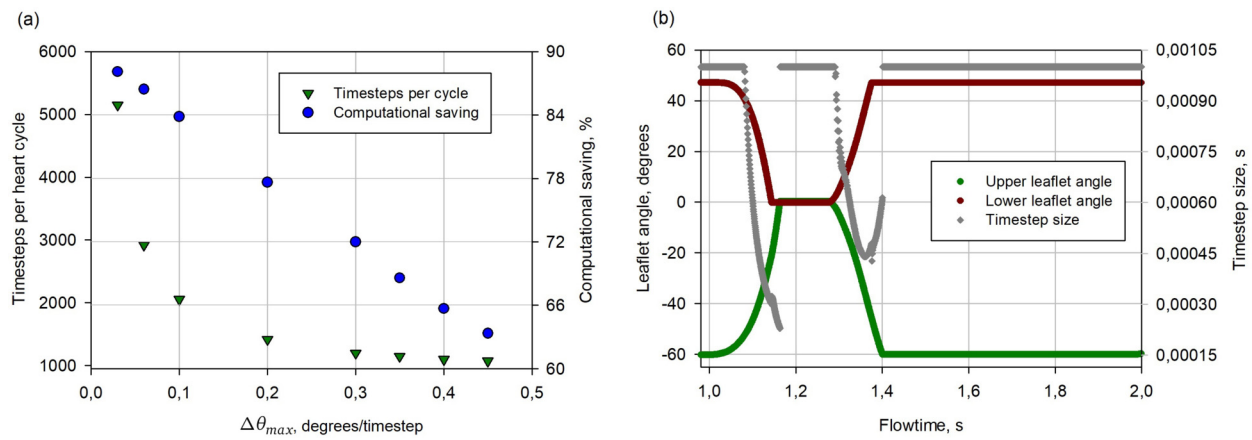 (a)
6000
5000
4000
3000
2000
1000
Timesteps per heart cycle
90
84
78
72
66
60
Computational saving, %
Timesteps per cycle
Computational saving
0,0
0,1
0,2
0,3
0,4
0,5
Δθmax, degrees/timestep
(b)
60
40
20
0
-20
-40
-60
Leaflet angle, degrees
0,00105
0,00090
0,00075
0,00060
0,00045
0,00030
0,00015
Timestep size, s
Upper leaflet angle
Lower leaflet angle
Timestep size
1,0
1,2
1,4
1,6
1,8
2,0
Flowtime, s